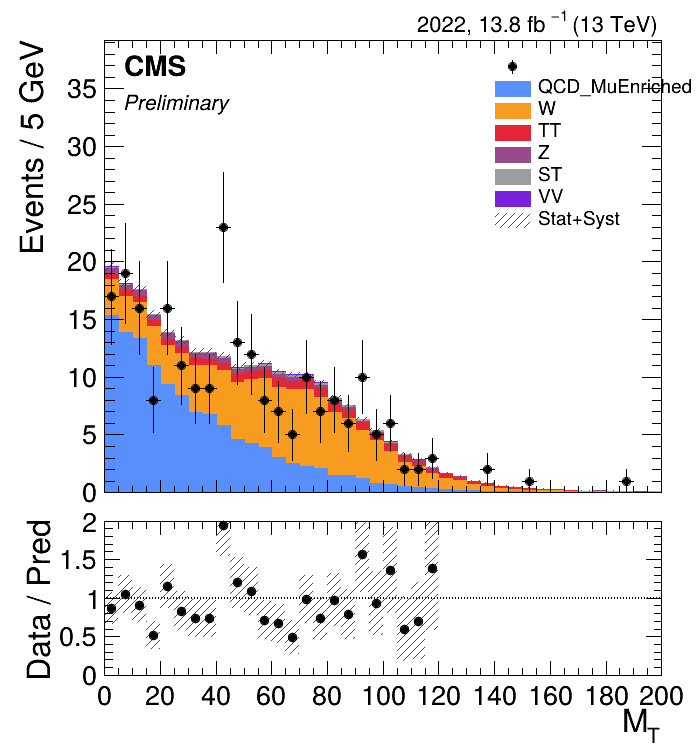 2022, 13.8 fb⁻¹ (13 TeV)
CMS
Preliminary
QCD_MuEnriched
W
TT
Z
ST
VV
Stat+Syst
Events / 5 GeV
35
30
25
20
15
10
5
0
Data / Pred
2
1.5
1
0.5
0
0 20 40 60 80 100 120 140 160 180 200
M_T